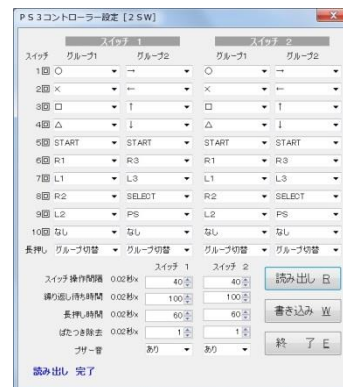 PS3コントローラー設定 [2SW]
スイッチ 1 スイッチ 2
スイッチ グループ1 グループ2 グループ1 グループ2
1回 ○ → ○ →
2回 × ← × ←
3回 □ ↑ □ ↑
4回 △ ↓ △ ↓
5回 START START START START
6回 R1 R3 R1 R3
7回 L1 L3 L1 L3
8回 R2 SELECT R2 SELECT
9回 L2 PS L2 PS
10回 なし なし なし なし
長押し グループ切替 グループ切替 グループ切替 グループ切替
スイッチ 1 スイッチ 2
スイッチ操作間隔 0.02秒/x 40 40
繰り返し待ち時間 0.02秒/x 100 100
長押し時間 0.02秒/x 60 60
ばたつき除去 0.02秒/x 1 1
ブザー音 あり あり
読み出し R
書き込み W
終 了 E
読み出し 完了